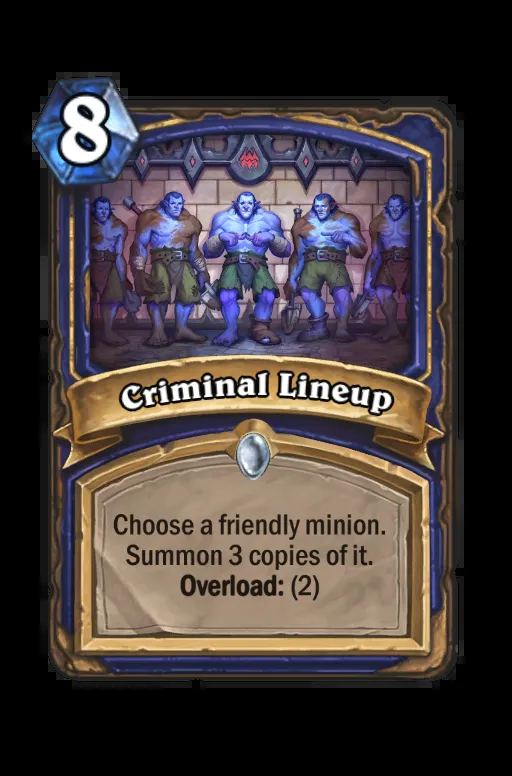 8
Criminal Lineup
Choose a friendly minion.
Summon 3 copies of it.
Overload: (2)